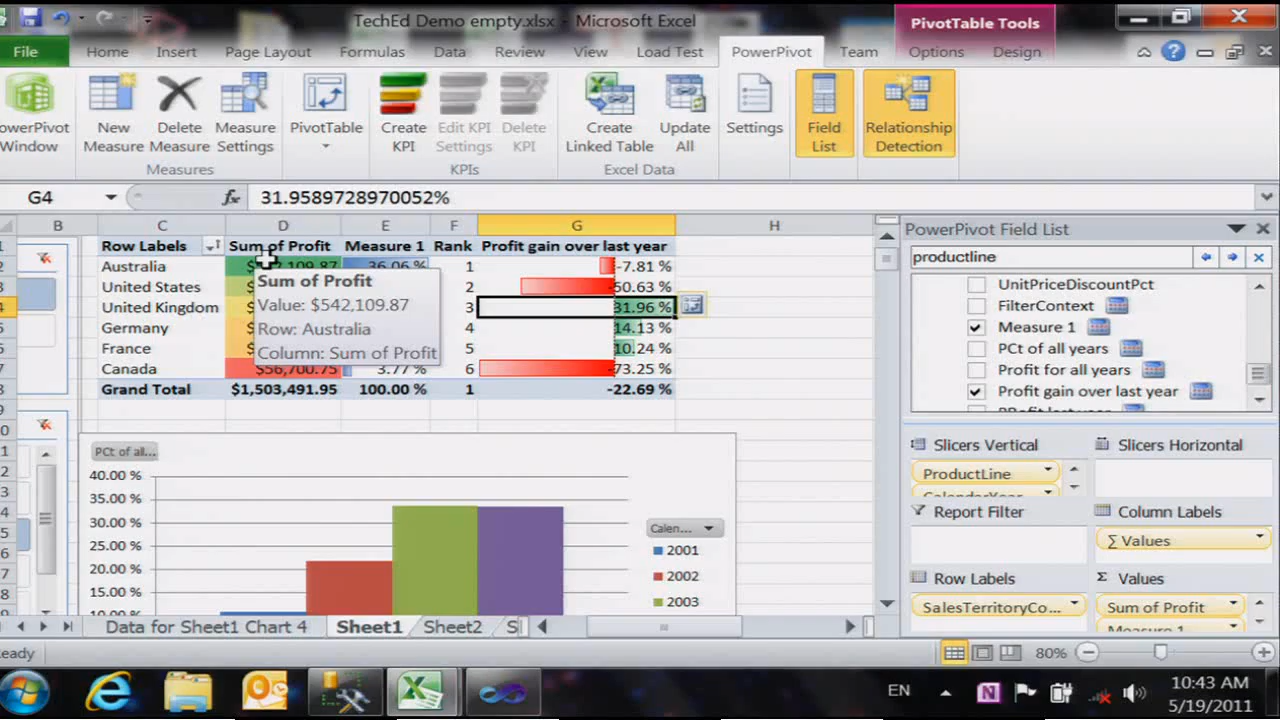 TechEd Demo empty.xlsx - Microsoft Excel
PivotTable Tools
File Home Insert Page Layout Formulas Data Review View Load Test PowerPivot Team Options Design
PowerPivot Window
New Measure
Delete Measure
Measure Settings
Measures
PivotTable
Create KPI
Edit KPI Settings
Delete KPI
KPIs
Create Linked Table
Update All
Excel Data
Settings
Field List
Relationship Detection
G4 fx 31.9589728970052%
B C D E F G H
Row Labels Sum of Profit Measure 1 Rank Profit gain over last year
Australia 36.06 % 1 -7.81 %
United States 2 -50.63 %
United Kingdom 3 31.96 %
Germany 4 14.13 %
France 5 10.24 %
Canada $56,700.75 3.77 % 6 -73.25 %
Grand Total $1,503,491.95 100.00 % 1 -22.69 %
Sum of Profit
Value: $542,109.87
Row: Australia
Column: Sum of Profit
PCt of all...
40.00 %
35.00 %
30.00 %
25.00 %
20.00 %
15.00 %
10.00 %
Calen...
2001
2002
2003
PowerPivot Field List
productline
UnitPriceDiscountPct
FilterContext
Measure 1
PCt of all years
Profit for all years
Profit gain over last year
Slicers Vertical
Slicers Horizontal
ProductLine
CalendarYear
Report Filter
Column Labels
Σ Values
Row Labels
Σ Values
SalesTerritoryCo...
Sum of Profit
Measure 1
Data for Sheet1 Chart 4 Sheet1 Sheet2 S
eady
80%
EN
10:43 AM
5/19/2011